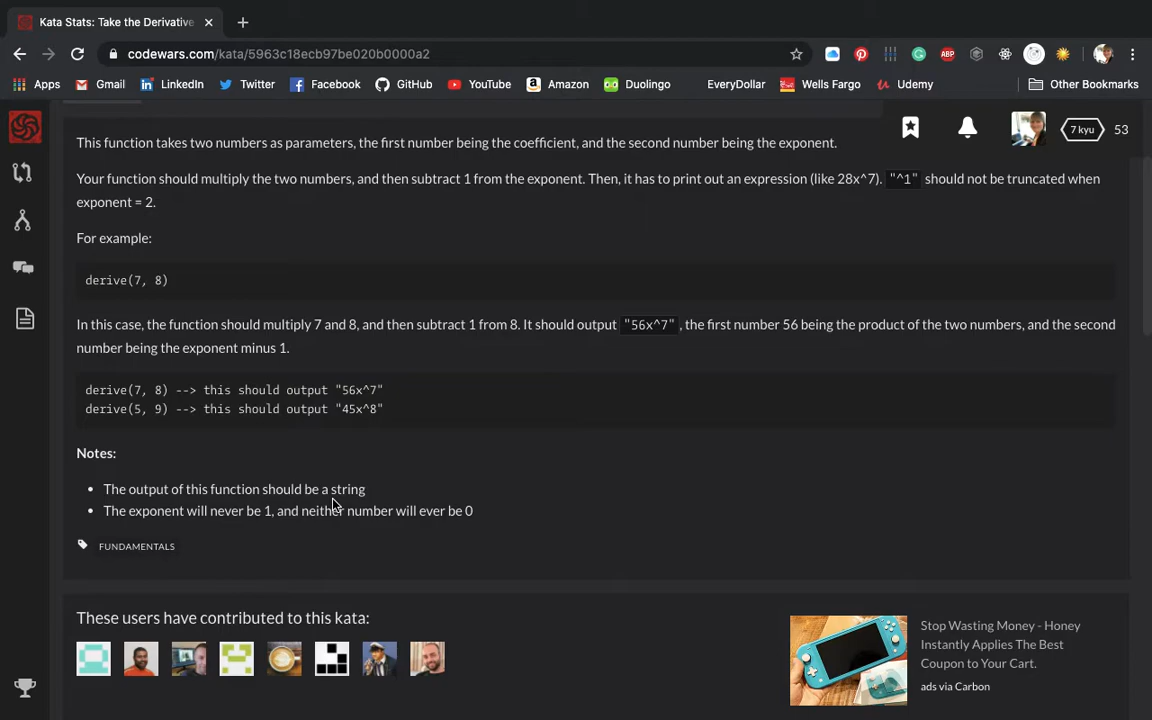 Kata Stats: Take the Derivative
codewars.com/kata/5963c18ecb97be020b0000a2
ABP
Apps Gmail LinkedIn Twitter Facebook GitHub YouTube Amazon Duolingo EveryDollar Wells Fargo Udemy Other Bookmarks
7 kyu 53
This function takes two numbers as parameters, the first number being the coefficient, and the second number being the exponent.
Your function should multiply the two numbers, and then subtract 1 from the exponent. Then, it has to print out an expression (like 28x^7). "^1" should not be truncated when
exponent = 2.
For example:
derive(7, 8)
In this case, the function should multiply 7 and 8, and then subtract 1 from 8. It should output "56x^7", the first number 56 being the product of the two numbers, and the second
number being the exponent minus 1.
derive(7, 8) --> this should output "56x^7"
derive(5, 9) --> this should output "45x^8"
Notes:
• The output of this function should be a string
• The exponent will never be 1, and neither number will ever be 0
FUNDAMENTALS
These users have contributed to this kata:
Stop Wasting Money - Honey
Instantly Applies The Best
Coupon to Your Cart.
ads via Carbon